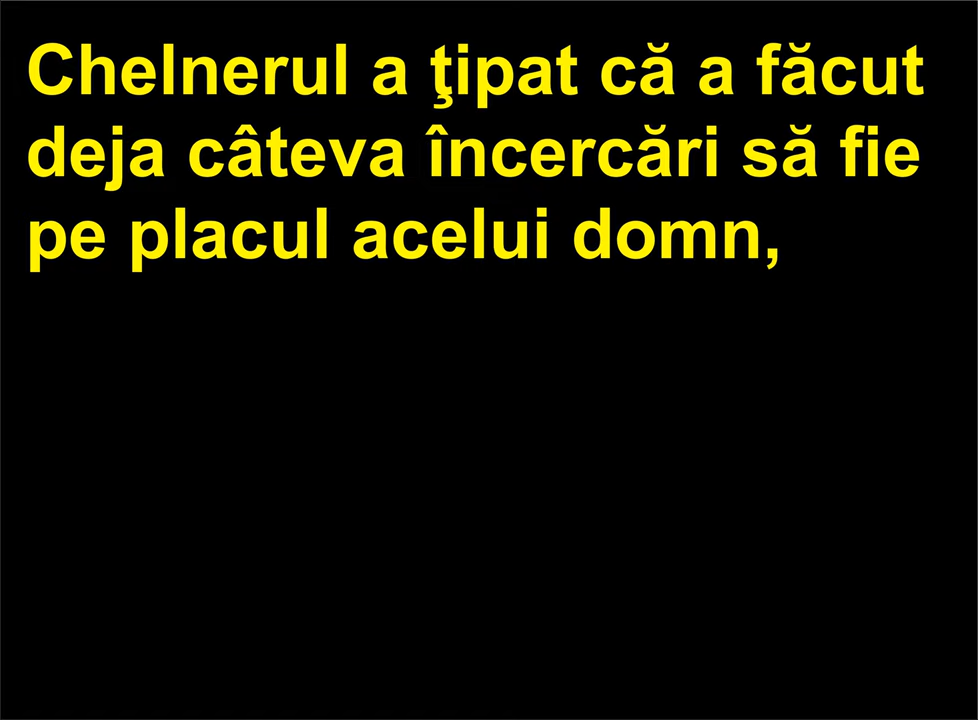 Chelnerul a ţipat că a făcut
deja câteva încercări să fie
pe placul acelui domn,